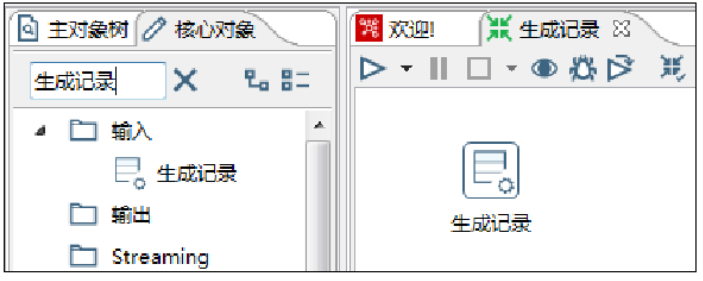 主对象树 核心对象
生成记录
输入
生成记录
输出
Streaming
欢迎! 生成记录
生成记录